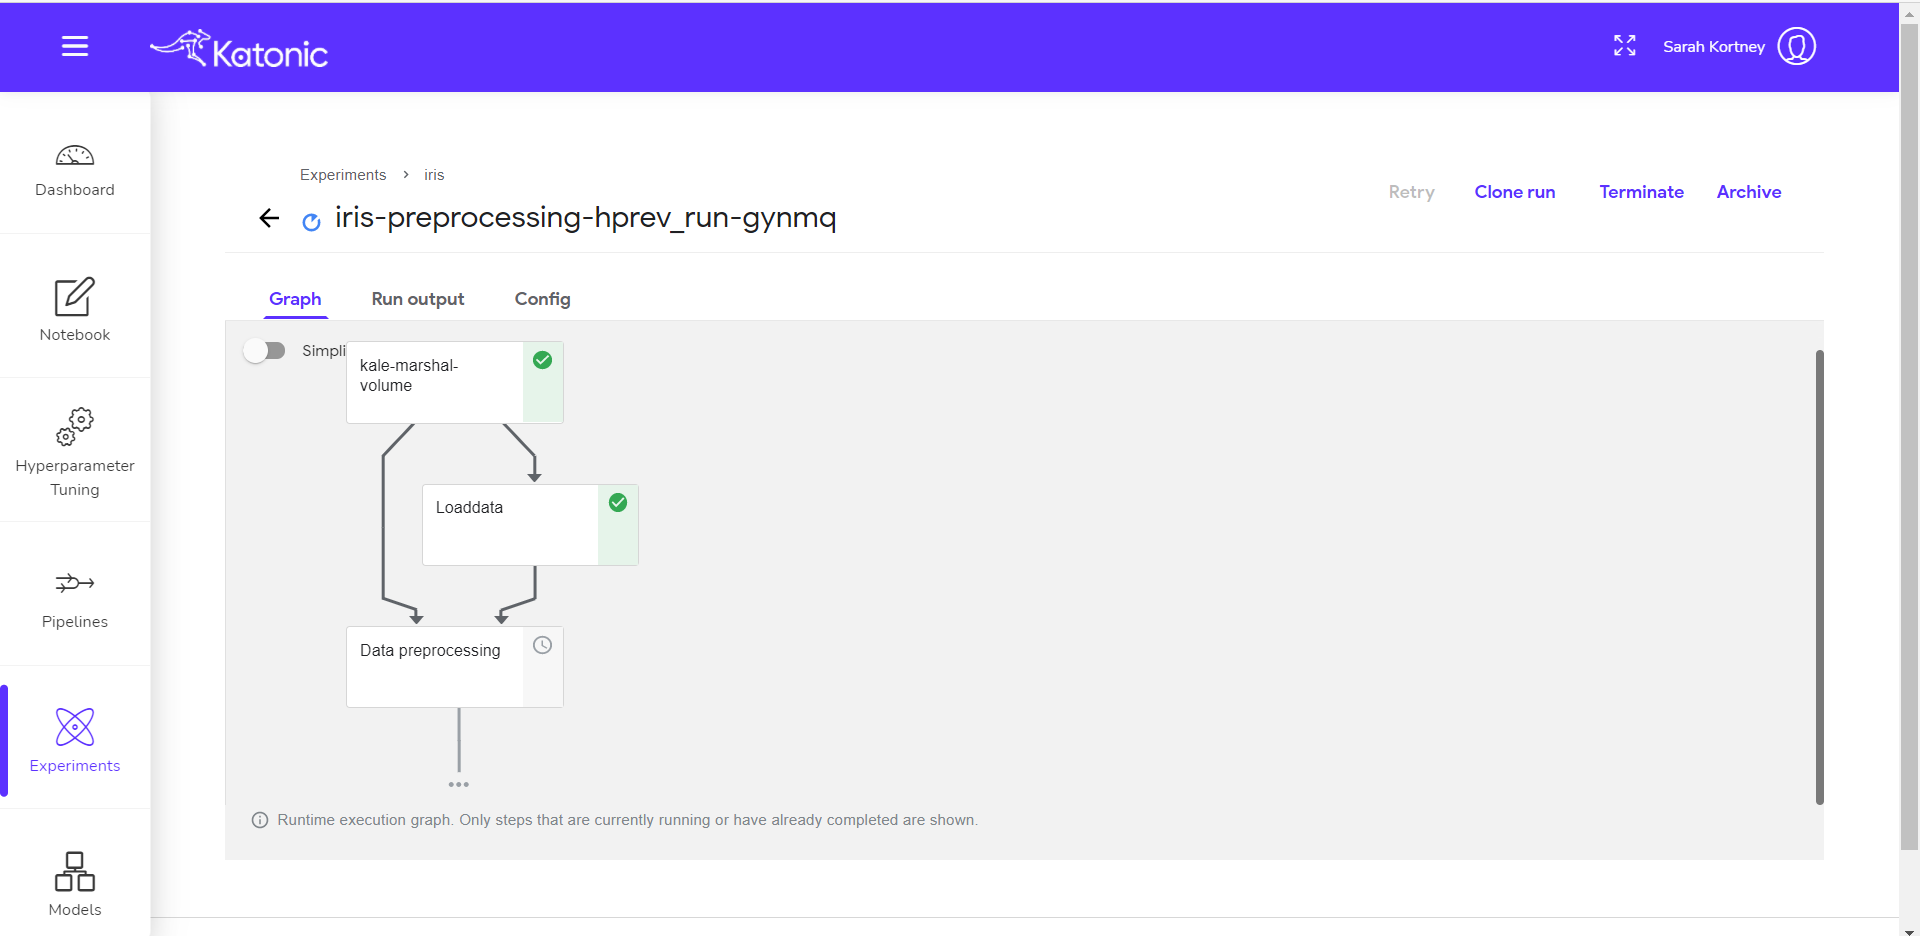 Katonic
Sarah Kortney
Dashboard
Notebook
Hyperparameter
Tuning
Pipelines
Experiments
Models
Experiments > iris
iris-preprocessing-hprev_run-gynmq
Retry Clone run Terminate Archive
Graph Run output Config
Simpli
kale-marshal-
volume
Loaddata
Data preprocessing
Runtime execution graph. Only steps that are currently running or have already completed are shown.